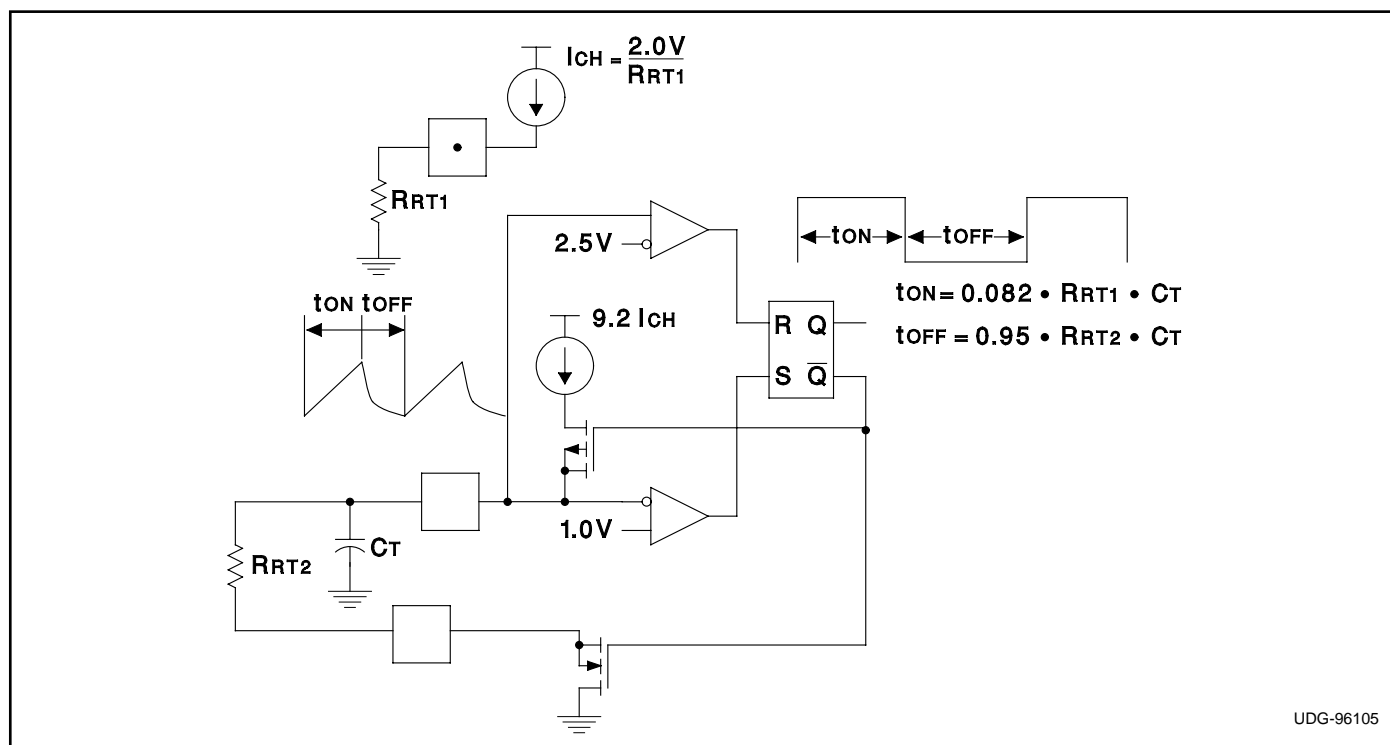 ICH = 2.0V
RRT1
RRT1
2.5V
tON
tOFF
tON = 0.082 • RRT1 • CT
tOFF = 0.95 • RRT2 • CT
tON tOFF
9.2 ICH
R Q
S Q̅
1.0V
CT
RRT2
UDG-96105